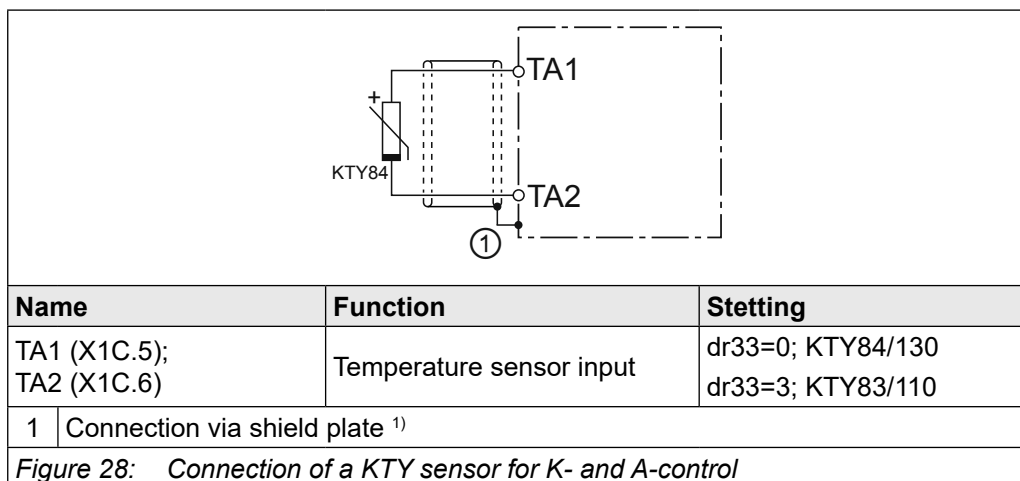 TA1
+
KTY84
TA2
1
Name Function Stetting
TA1 (X1C.5);
TA2 (X1C.6)
Temperature sensor input
dr33=0; KTY84/130
dr33=3; KTY83/110
1 Connection via shield plate 1)
Figure 28: Connection of a KTY sensor for K- and A-control